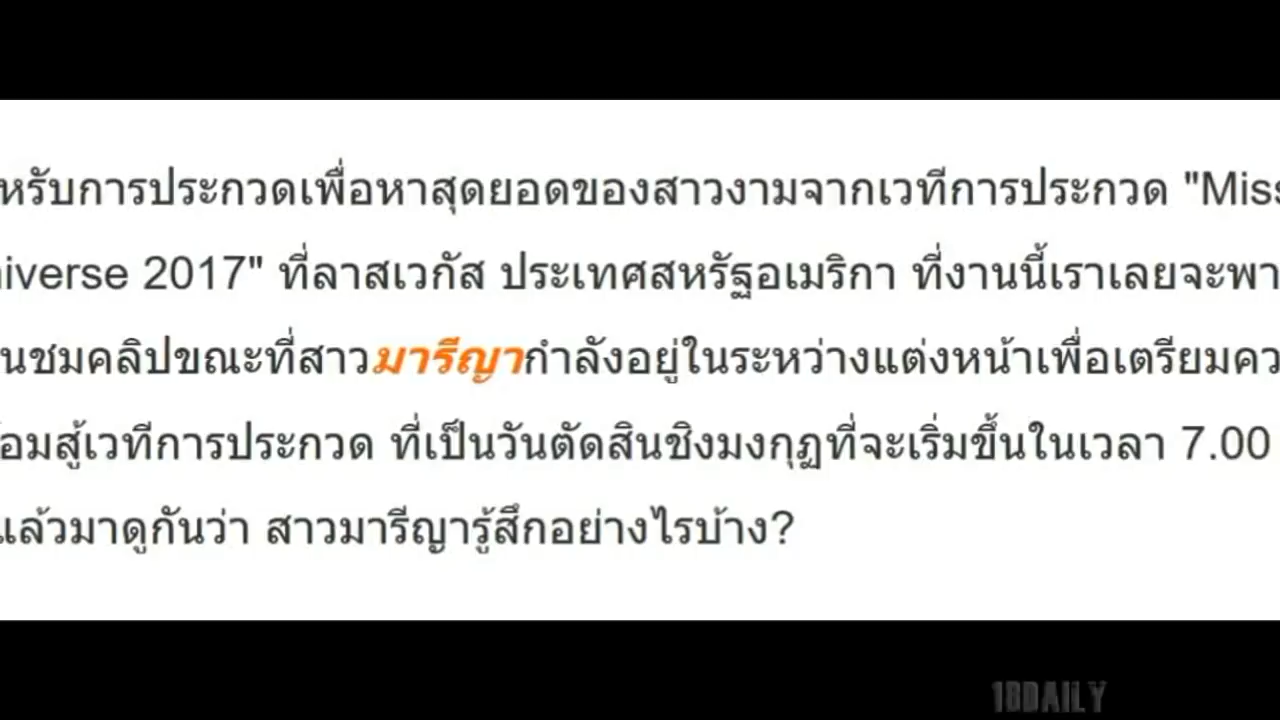 หรับการประกวดเพื่อหาสุดยอดของสาวงามจากเวทีการประกวด "Miss
niverse 2017" ที่ลาสเวกัส ประเทศสหรัฐอเมริกา ที่งานนี้เราเลยจะพา
นชมคลิปขณะที่สาวมารีญากำลังอยู่ในระหว่างแต่งหน้าเพื่อเตรียมคว
อมสู้เวทีการประกวด ที่เป็นวันตัดสินชิงมงกุฏที่จะเริ่มขึ้นในเวลา 7.00
แล้วมาดูกันว่า สาวมารีญารู้สึกอย่างไรบ้าง?
18DAILY